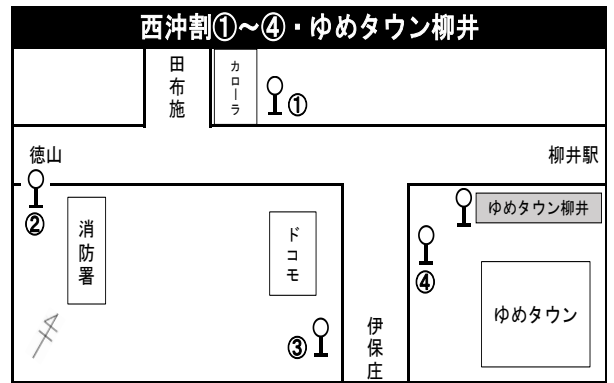 西沖割①～④・ゆめタウン柳井
田布施
カローラ
①
徳山
柳井駅
②
消防署
ドコモ
ゆめタウン柳井
④
ゆめタウン
③
伊保庄